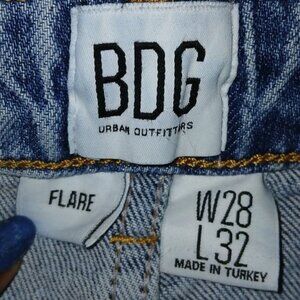 BDG
URBAN OUTFITTERS
FLARE
W28
L32
MADE IN TURKEY